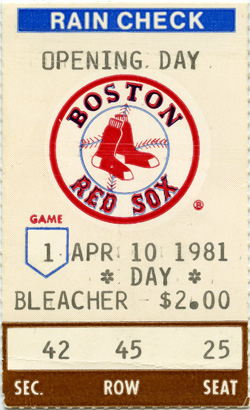 RAIN CHECK
OPENING DAY
BOSTON
RED SOX
®
GAME
1 APR 10 1981
* DAY *
BLEACHER - $2.00
42 45 25
SEC. ROW SEAT